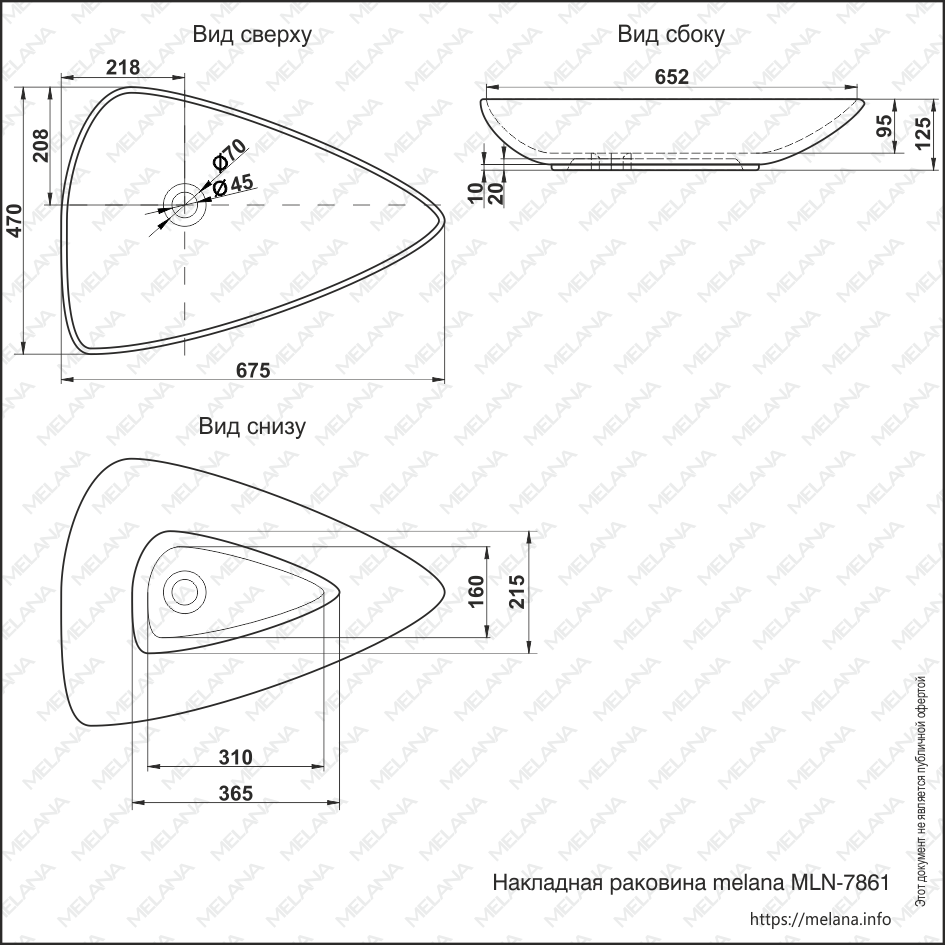 Вид сверху
Вид сбоку
218
652
208
Ø70
Ø45
470
95
125
10
20
675
Вид снизу
160
215
310
365
Этот документ не является публичной офертой
Накладная раковина melana MLN-7861
https://melana.info
MELANA